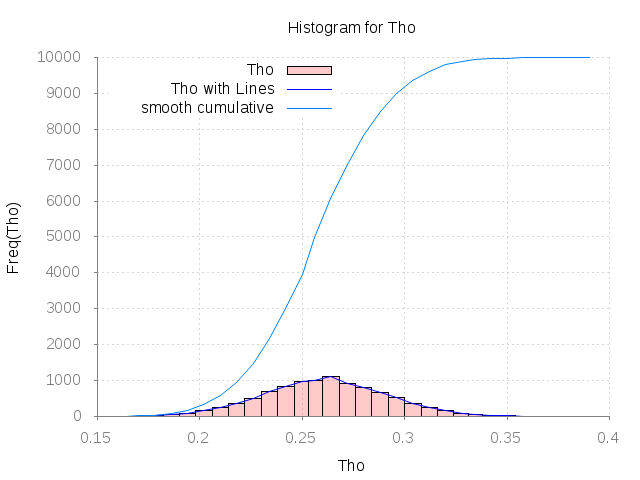 Histogram for Tho
10000
9000
8000
7000
6000
5000
4000
3000
2000
1000
0
Freq(Tho)
Tho
Tho with Lines
smooth cumulative
0.15
0.2
0.25
0.3
0.35
0.4
Tho